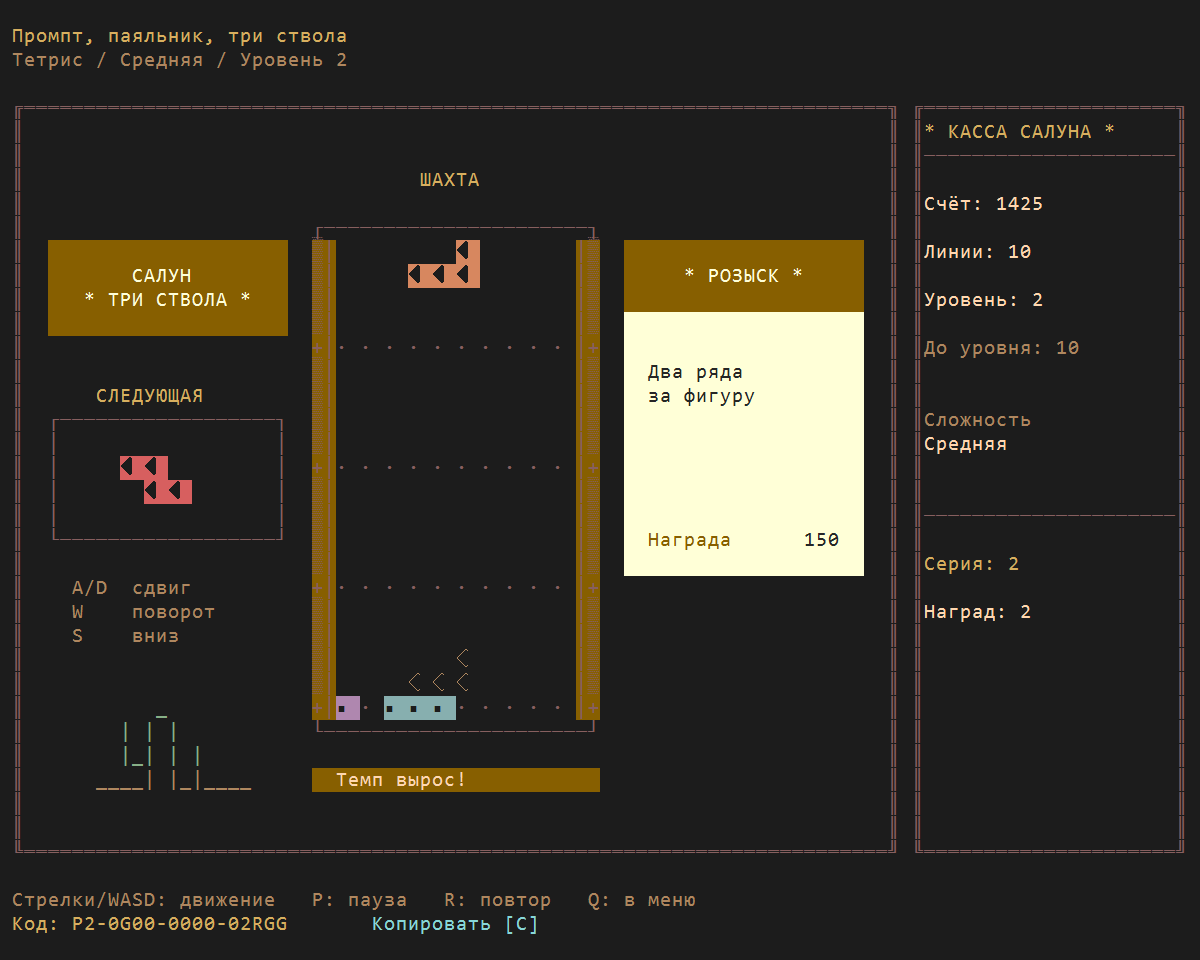 Промпт, паяльник, три ствола
Тетрис / Средняя / Уровень 2
ШАХТА
САЛУН
* ТРИ СТВОЛА *
СЛЕДУЮЩАЯ
A/D сдвиг
W поворот
S вниз
* РОЗЫСК *
Два ряда
за фигуру
Награда 150
Темп вырос!
* КАССА САЛУНА *
Счёт: 1425
Линии: 10
Уровень: 2
До уровня: 10
Сложность
Средняя
Серия: 2
Наград: 2
Стрелки/WASD: движение P: пауза R: повтор Q: в меню
Код: P2-0G00-0000-02RGG Копировать [C]